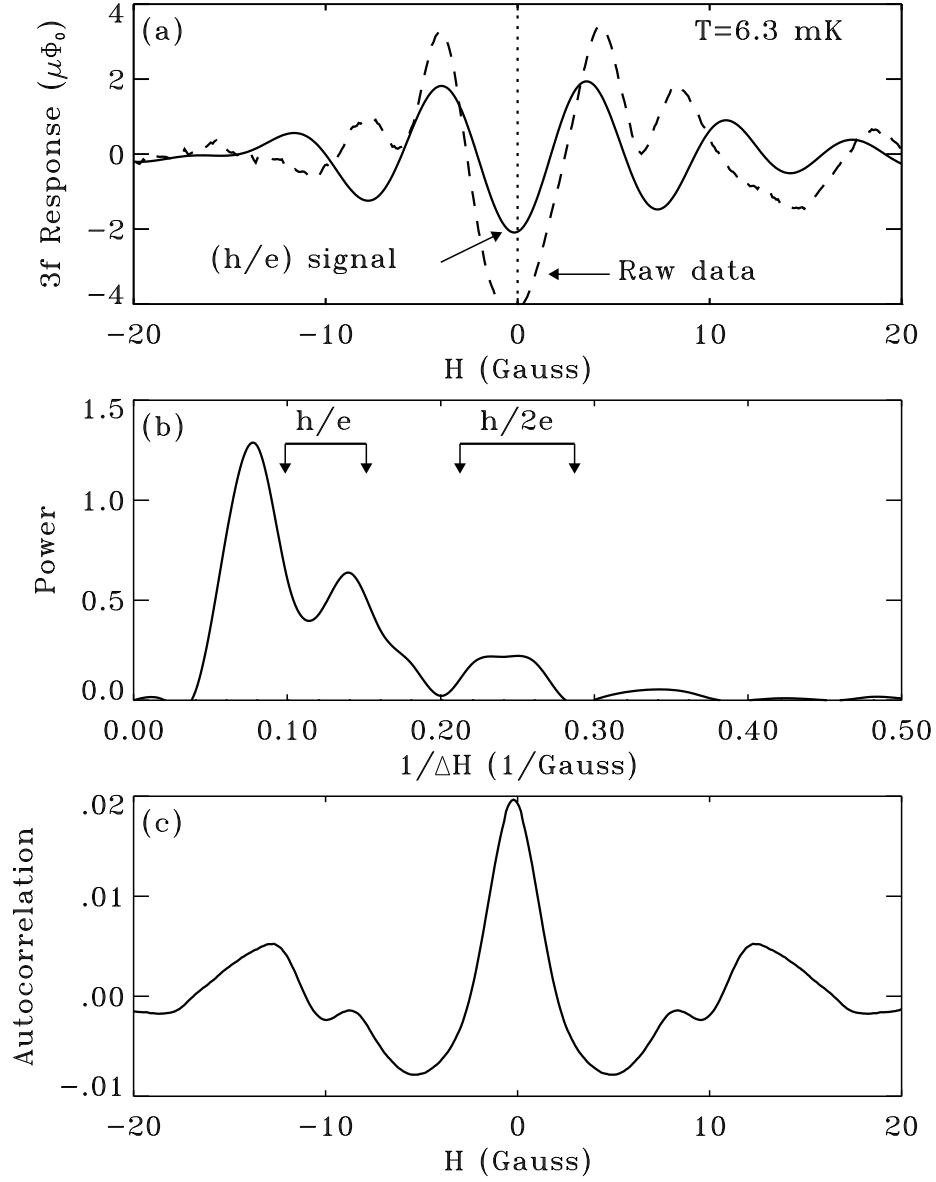 (a)
T=6.3 mK
3f Response (μΦ₀)
4
2
0
−2
−4
(h/e) signal
Raw data
−20 −10 0 10 20
H (Gauss)
(b)
h/e
h/2e
Power
1.5
1.0
0.5
0.0
0.00 0.10 0.20 0.30 0.40 0.50
1/ΔH (1/Gauss)
(c)
Autocorrelation
.02
.01
.00
−.01
−20 −10 0 10 20
H (Gauss)